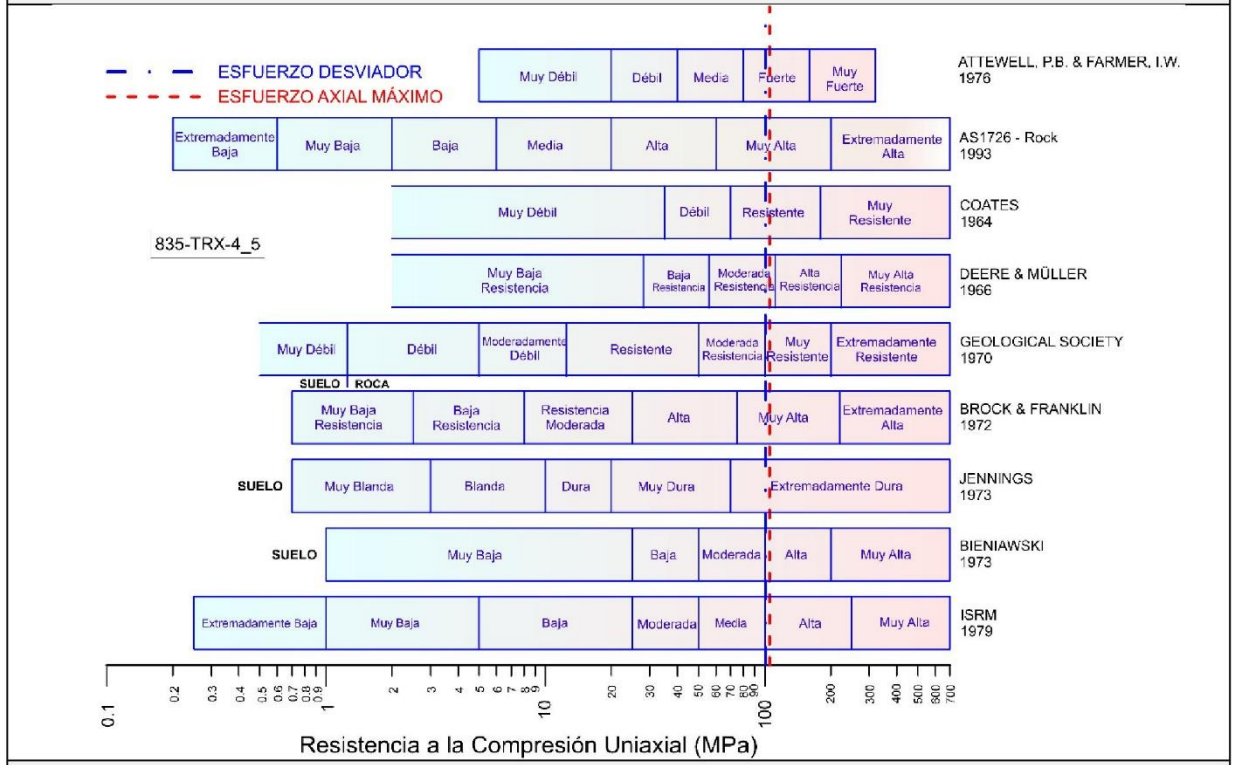 ESFUERZO DESVIADOR
ESFUERZO AXIAL MÁXIMO
Muy Débil
Débil
Media
Fuerte
Muy
Fuerte
ATTEWELL, P.B. & FARMER, I.W.
1976
Extremadamente
Baja
Muy Baja
Baja
Media
Alta
Muy Alta
Extremadamente
Alta
AS1726 - Rock
1993
Muy Débil
Débil
Resistente
Muy
Resistente
COATES
1964
835-TRX-4_5
Muy Baja
Resistencia
Baja
Resistencia
Moderada
Resistencia
Alta
Resistencia
Muy Alta
Resistencia
DEERE & MÜLLER
1966
Muy Débil
Débil
Moderadamente
Débil
Resistente
Moderada
Resistencia
Muy
Resistente
Extremadamente
Resistente
GEOLOGICAL SOCIETY
1970
SUELO
ROCA
Muy Baja
Resistencia
Baja
Resistencia
Resistencia
Moderada
Alta
Muy Alta
Extremadamente
Alta
BROCK & FRANKLIN
1972
SUELO
Muy Blanda
Blanda
Dura
Muy Dura
Extremadamente Dura
JENNINGS
1973
SUELO
Muy Baja
Baja
Moderada
Alta
Muy Alta
BIENIAWSKI
1973
Extremadamente Baja
Muy Baja
Baja
Moderada
Media
Alta
Muy Alta
ISRM
1979
0.1
0.2
0.3
0.4
0.5
0.6
0.7
0.8
0.9
1
2
3
4
5
6
7
8
9
10
20
30
40
50
60
70
80
90
100
200
300
400
500
600
700
Resistencia a la Compresión Uniaxial (MPa)